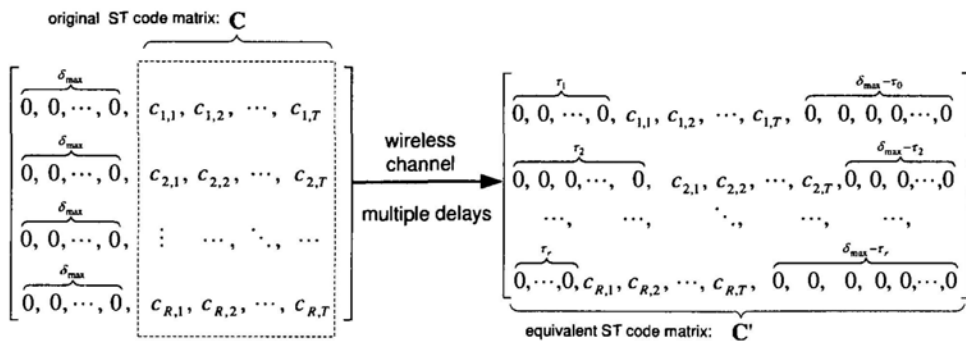 original ST code matrix: C
δmax
0, 0, ⋯, 0, c1,1, c1,2, ⋯, c1,T
δmax
0, 0, ⋯, 0, c2,1, c2,2, ⋯, c2,T
δmax
0, 0, ⋯, 0, ⋮ ⋯, ⋱, ⋯
δmax
0, 0, ⋯, 0, cR,1, cR,2, ⋯, cR,T
wireless
channel
multiple delays
τ1 δmax−τ0
0, 0, ⋯, 0, c1,1, c1,2, ⋯, c1,T, 0, 0, 0, 0, ⋯, 0
τ2 δmax−τ2
0, 0, 0, ⋯, 0, c2,1, c2,2, ⋯, c2,T, 0, 0, 0, ⋯, 0
⋯, ⋯, ⋱, ⋯, ⋯,
τr δmax−τr
0, ⋯, 0, cR,1, cR,2, ⋯, cR,T, 0, 0, 0, 0, 0, ⋯, 0
equivalent ST code matrix: C'